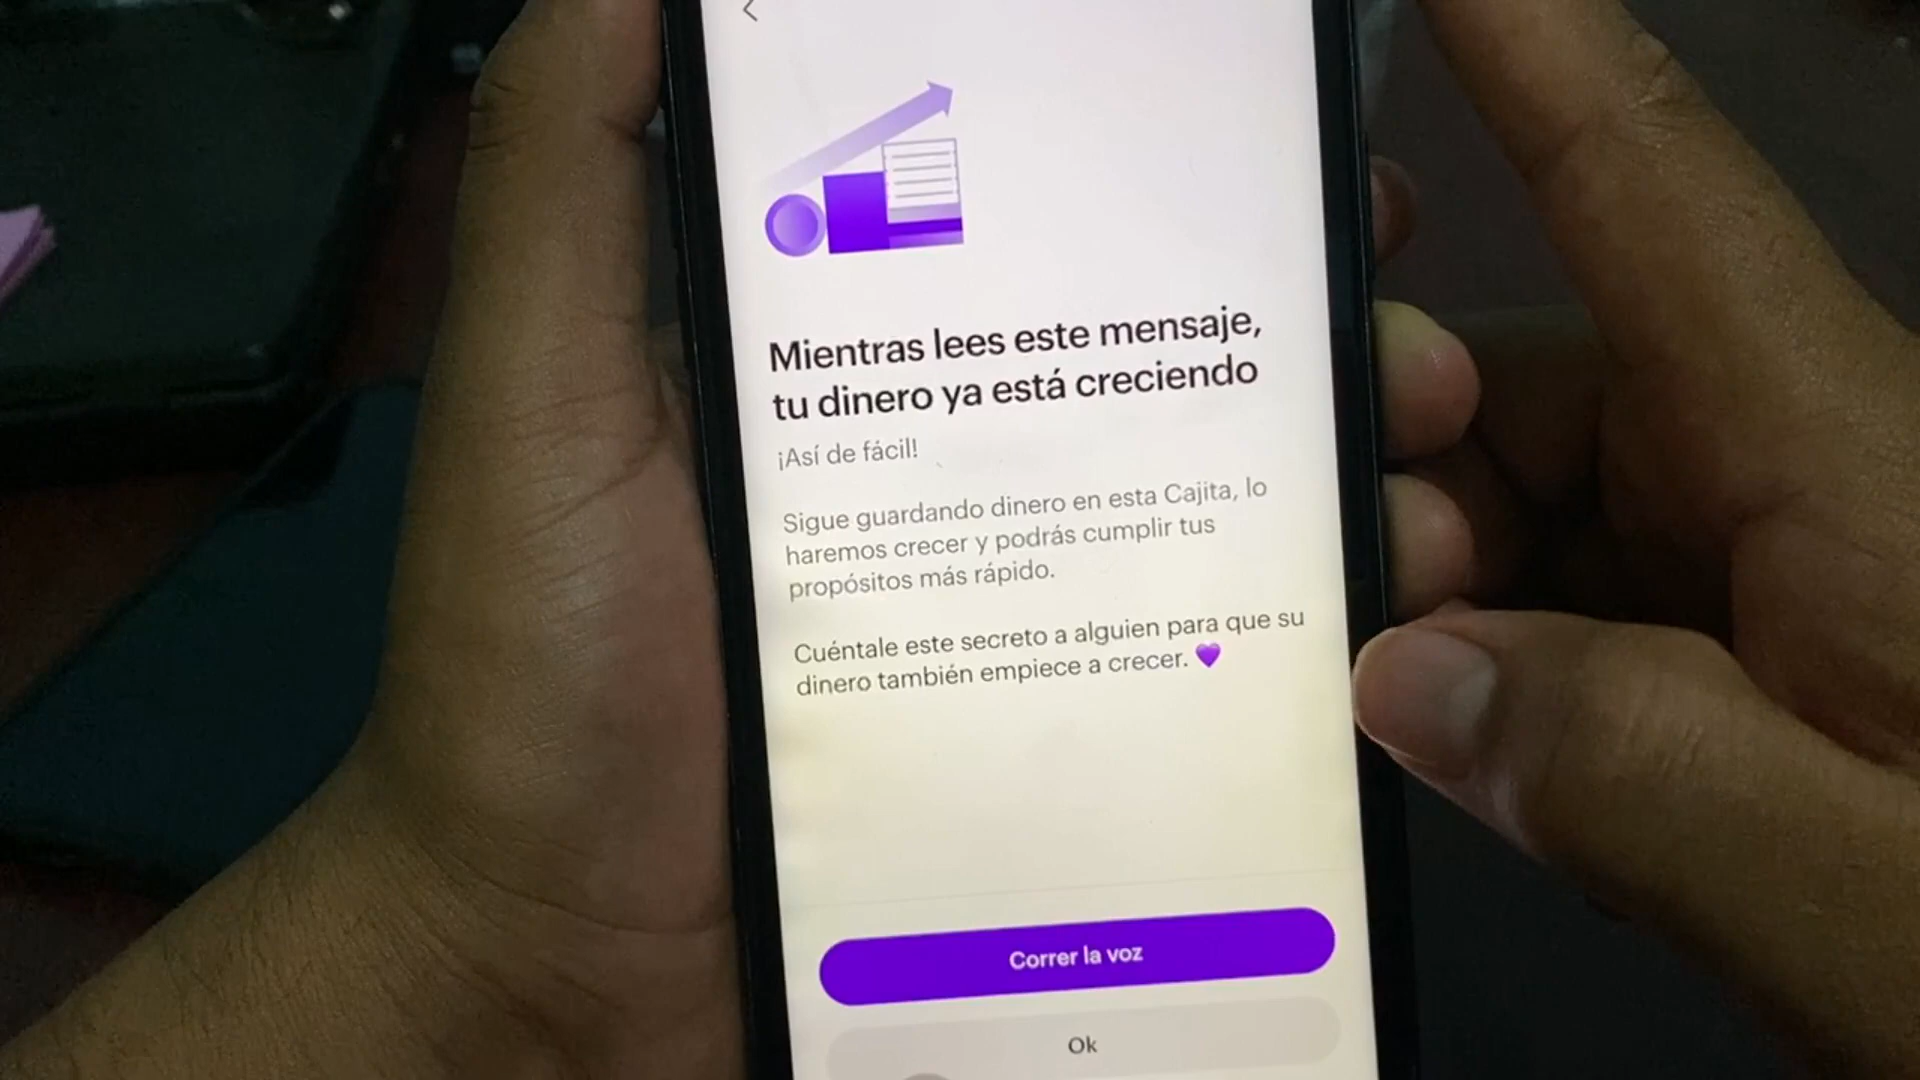 Mientras lees este mensaje,
tu dinero ya está creciendo
¡Así de fácil!
Sigue guardando dinero en esta Cajita, lo
haremos crecer y podrás cumplir tus
propósitos más rápido.
Cuéntale este secreto a alguien para que su
dinero también empiece a crecer. 💜
Correr la voz
Ok